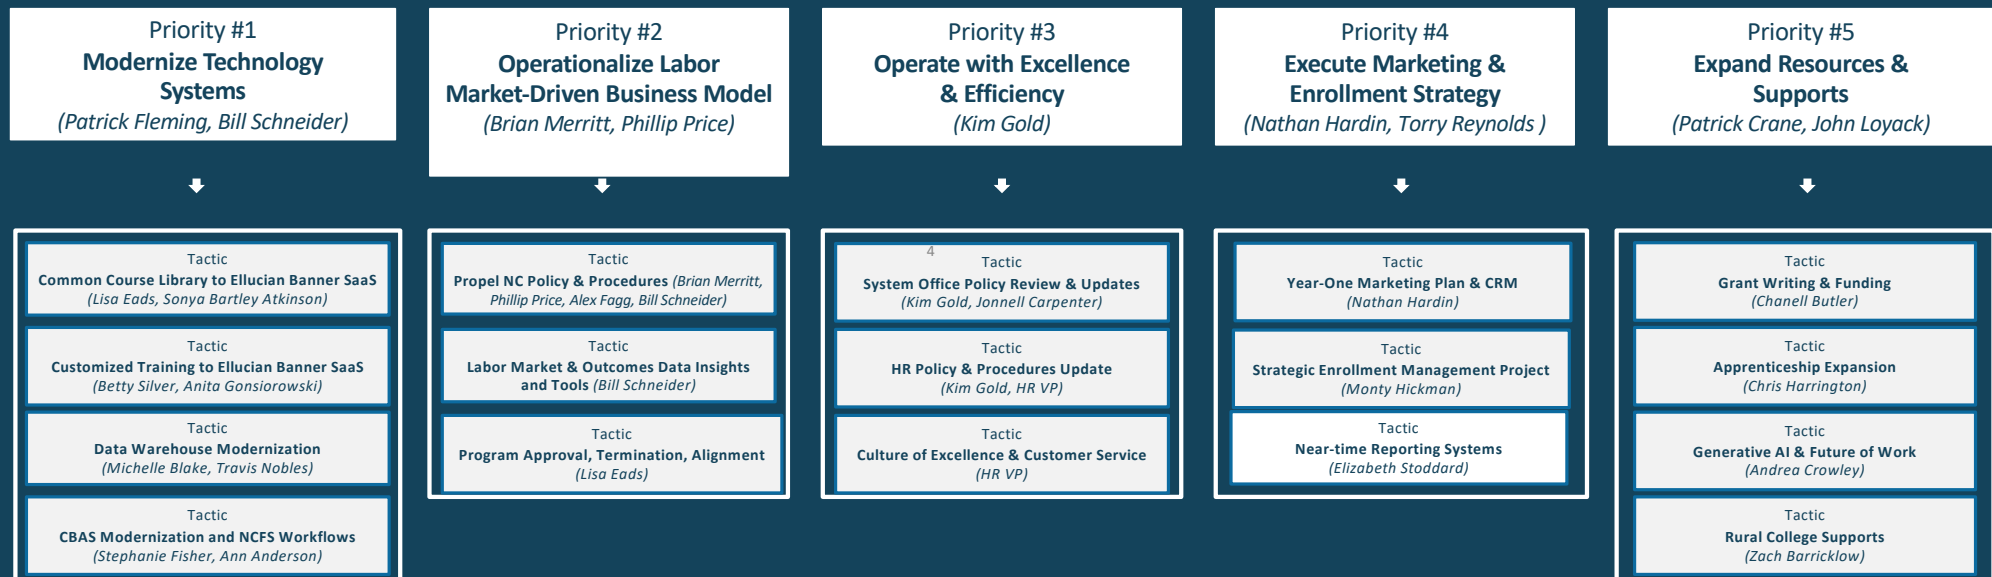 Priority #1
Modernize Technology
Systems
(Patrick Fleming, Bill Schneider)
Tactic
Common Course Library to Ellucian Banner SaaS
(Lisa Eads, Sonya Bartley Atkinson)
Tactic
Customized Training to Ellucian Banner SaaS
(Betty Silver, Anita Gonsiorowski)
Tactic
Data Warehouse Modernization
(Michelle Blake, Travis Nobles)
Tactic
CBAS Modernization and NCFS Workflows
(Stephanie Fisher, Ann Anderson)
Priority #2
Operationalize Labor
Market-Driven Business Model
(Brian Merritt, Phillip Price)
Tactic
Propel NC Policy & Procedures (Brian Merritt,
Phillip Price, Alex Fagg, Bill Schneider)
Tactic
Labor Market & Outcomes Data Insights
and Tools (Bill Schneider)
Tactic
Program Approval, Termination, Alignment
(Lisa Eads)
Priority #3
Operate with Excellence
& Efficiency
(Kim Gold)
4
Tactic
System Office Policy Review & Updates
(Kim Gold, Jonnell Carpenter)
Tactic
HR Policy & Procedures Update
(Kim Gold, HR VP)
Tactic
Culture of Excellence & Customer Service
(HR VP)
Priority #4
Execute Marketing &
Enrollment Strategy
(Nathan Hardin, Torry Reynolds )
Tactic
Year-One Marketing Plan & CRM
(Nathan Hardin)
Tactic
Strategic Enrollment Management Project
(Monty Hickman)
Tactic
Near-time Reporting Systems
(Elizabeth Stoddard)
Priority #5
Expand Resources &
Supports
(Patrick Crane, John Loyack)
Tactic
Grant Writing & Funding
(Chanell Butler)
Tactic
Apprenticeship Expansion
(Chris Harrington)
Tactic
Generative AI & Future of Work
(Andrea Crowley)
Tactic
Rural College Supports
(Zach Barricklow)